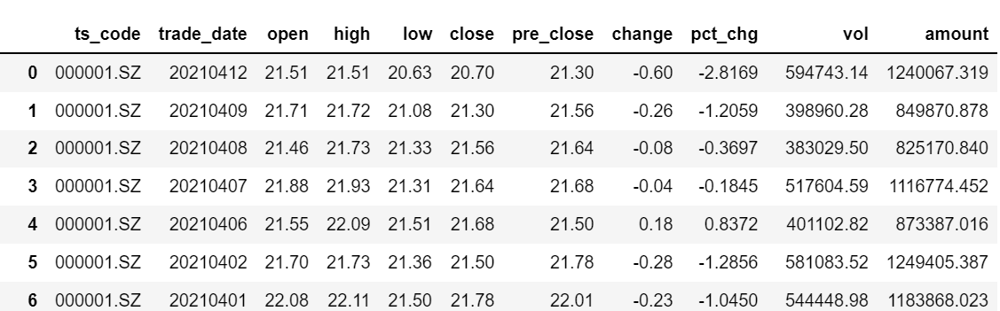 ts_code trade_date open high low close pre_close change pct_chg vol amount
0 000001.SZ 20210412 21.51 21.51 20.63 20.70 21.30 -0.60 -2.8169 594743.14 1240067.319
1 000001.SZ 20210409 21.71 21.72 21.08 21.30 21.56 -0.26 -1.2059 398960.28 849870.878
2 000001.SZ 20210408 21.46 21.73 21.33 21.56 21.64 -0.08 -0.3697 383029.50 825170.840
3 000001.SZ 20210407 21.88 21.93 21.31 21.64 21.68 -0.04 -0.1845 517604.59 1116774.452
4 000001.SZ 20210406 21.55 22.09 21.51 21.68 21.50 0.18 0.8372 401102.82 873387.016
5 000001.SZ 20210402 21.70 21.73 21.36 21.50 21.78 -0.28 -1.2856 581083.52 1249405.387
6 000001.SZ 20210401 22.08 22.11 21.50 21.78 22.01 -0.23 -1.0450 544448.98 1183868.023